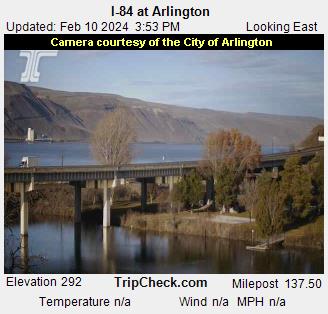 I-84 at Arlington
Updated: Feb 10 2024 3:53 PM Looking East
Camera courtesy of the City of Arlington
Elevation 292 TripCheck.com Milepost 137.50
Temperature n/a Wind n/a MPH n/a